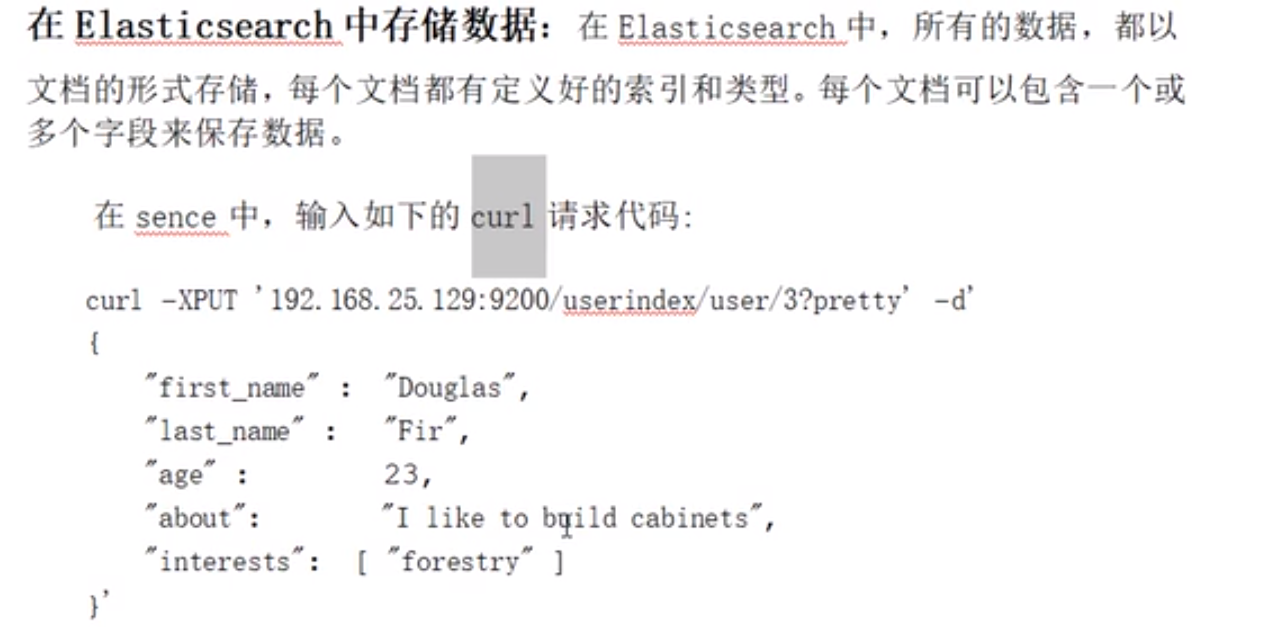 在 Elasticsearch 中存储数据：在 Elasticsearch 中，所有的数据，都以
文档的形式存储，每个文档都有定义好的索引和类型。每个文档可以包含一个或
多个字段来保存数据。
在 sence 中，输入如下的 curl 请求代码:
curl -XPUT '192.168.25.129:9200/userindex/user/3?pretty' -d'
{
"first_name" : "Douglas",
"last_name" : "Fir",
"age" : 23,
"about": "I like to build cabinets",
"interests": [ "forestry" ]
}'